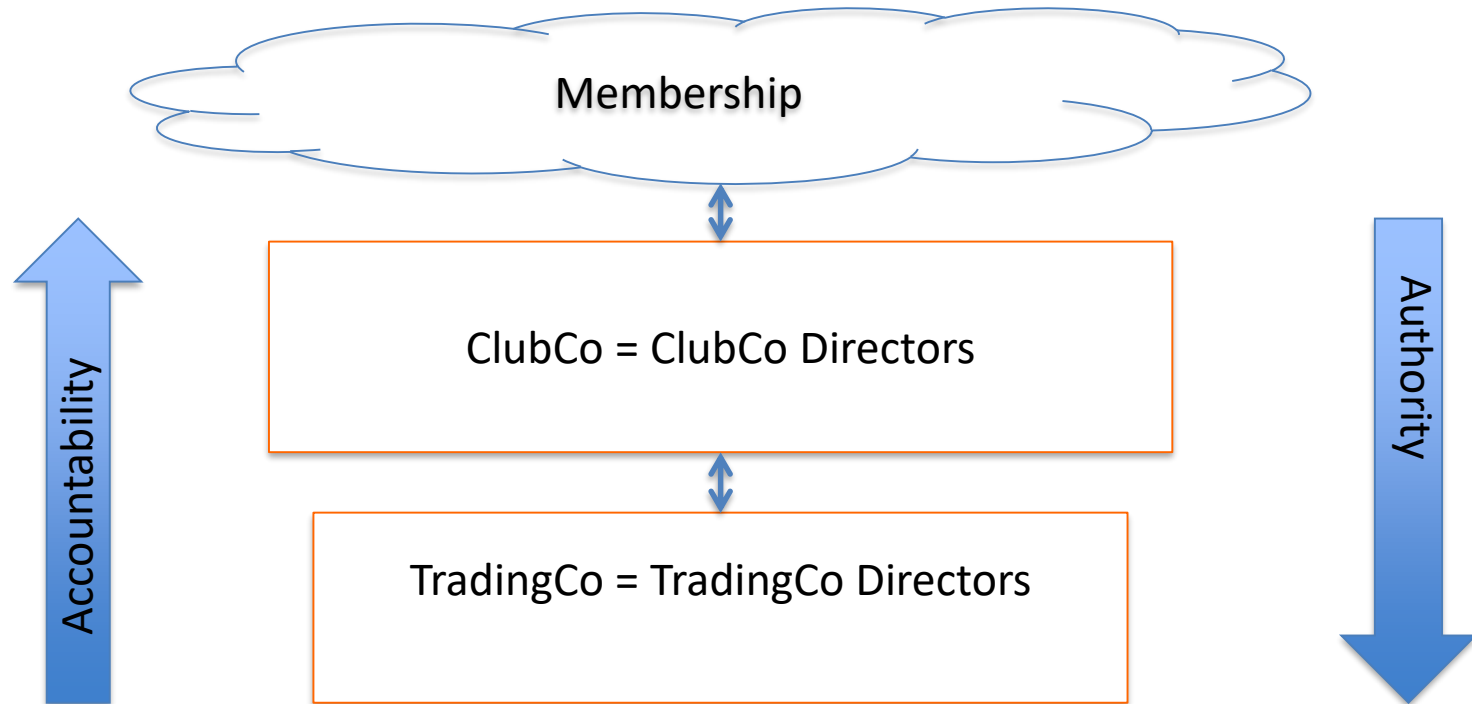 Membership
ClubCo = ClubCo Directors
TradingCo = TradingCo Directors
Accountability
Authority